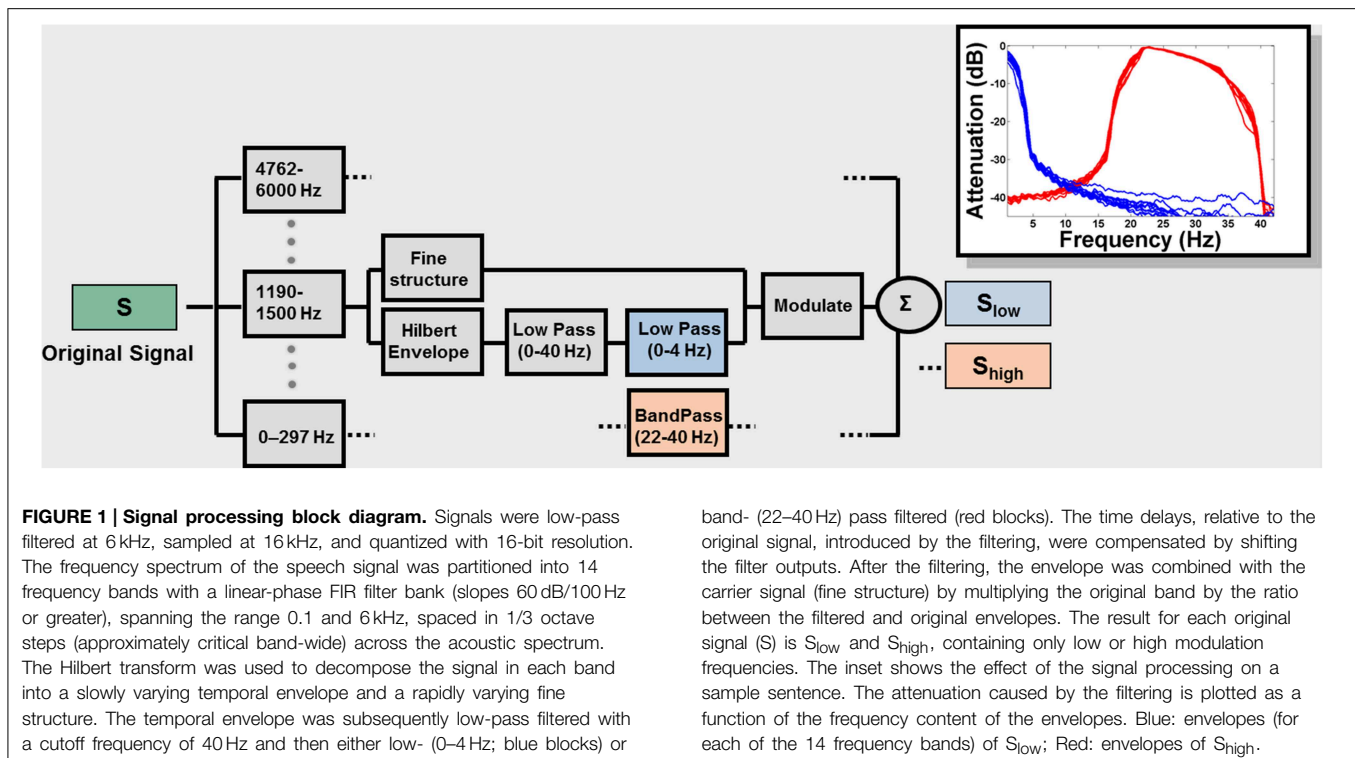 4762-
6000 Hz
1190-
1500 Hz
0–297 Hz
S
Original Signal
Fine
structure
Hilbert
Envelope
Low Pass
(0-40 Hz)
Low Pass
(0-4 Hz)
BandPass
(22-40 Hz)
Modulate
Σ
S_low
S_high
Attenuation (dB)
0
-10
-20
-30
-40
5 10 15 20 25 30 35 40
Frequency (Hz)
FIGURE 1 | Signal processing block diagram. Signals were low-pass
filtered at 6 kHz, sampled at 16 kHz, and quantized with 16-bit resolution.
The frequency spectrum of the speech signal was partitioned into 14
frequency bands with a linear-phase FIR filter bank (slopes 60 dB/100 Hz
or greater), spanning the range 0.1 and 6 kHz, spaced in 1/3 octave
steps (approximately critical band-wide) across the acoustic spectrum.
The Hilbert transform was used to decompose the signal in each band
into a slowly varying temporal envelope and a rapidly varying fine
structure. The temporal envelope was subsequently low-pass filtered with
a cutoff frequency of 40 Hz and then either low- (0–4 Hz; blue blocks) or
band- (22–40 Hz) pass filtered (red blocks). The time delays, relative to the
original signal, introduced by the filtering, were compensated by shifting
the filter outputs. After the filtering, the envelope was combined with the
carrier signal (fine structure) by multiplying the original band by the ratio
between the filtered and original envelopes. The result for each original
signal (S) is S_low and S_high, containing only low or high modulation
frequencies. The inset shows the effect of the signal processing on a
sample sentence. The attenuation caused by the filtering is plotted as a
function of the frequency content of the envelopes. Blue: envelopes (for
each of the 14 frequency bands) of S_low; Red: envelopes of S_high.